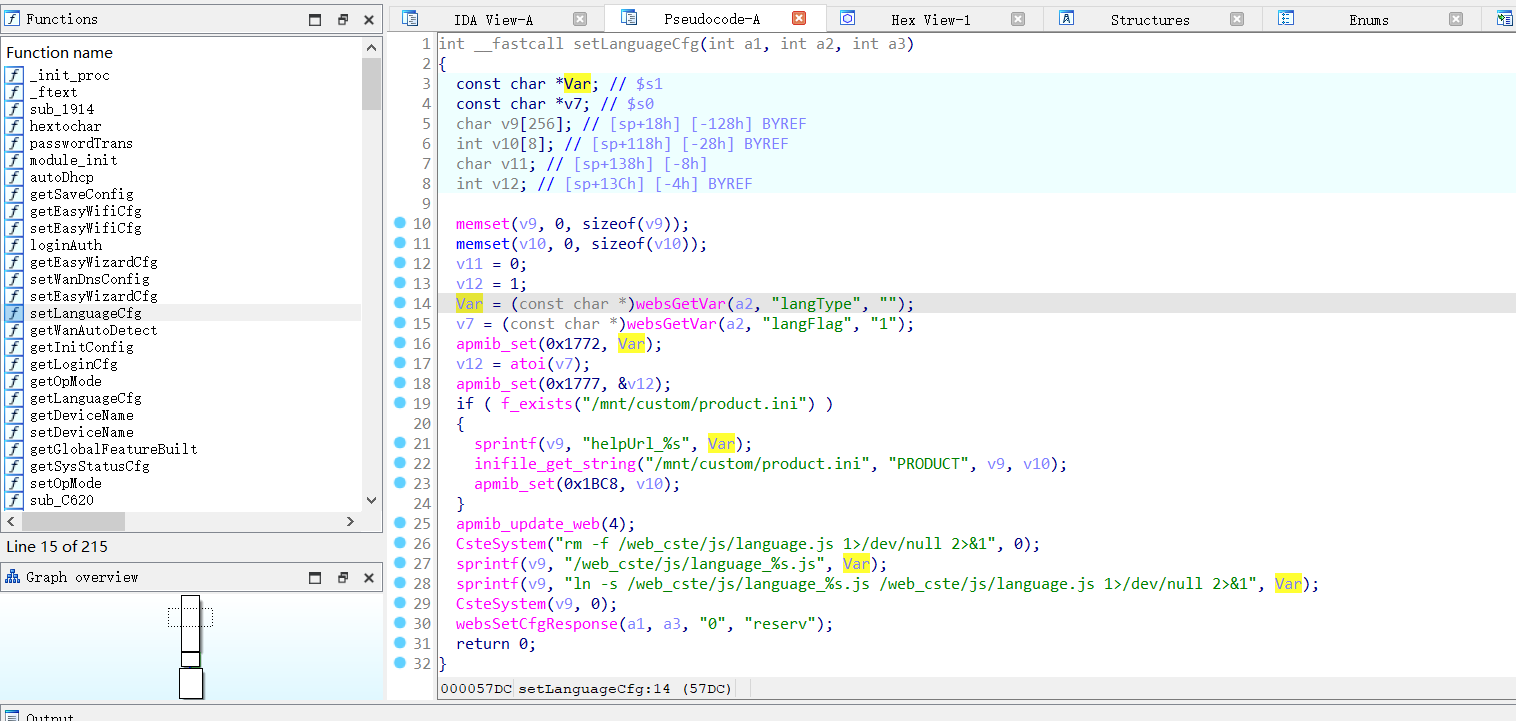 Functions
IDA View-A
Pseudocode-A
Hex View-1
Structures
Enums
Function name
_init_proc
_ftext
sub_1914
hextochar
passwordTrans
module_init
autoDhcp
getSaveConfig
getEasyWifiCfg
setEasyWifiCfg
loginAuth
getEasyWizardCfg
setWanDnsConfig
setEasyWizardCfg
setLanguageCfg
getWanAutoDetect
getInitConfig
getLoginCfg
getOpMode
getLanguageCfg
getDeviceName
setDeviceName
getGlobalFeatureBuilt
getSysStatusCfg
setOpMode
sub_C620
Line 15 of 215
Graph overview
1 int __fastcall setLanguageCfg(int a1, int a2, int a3)
2 {
3 const char *Var; // $s1
4 const char *v7; // $s0
5 char v9[256]; // [sp+18h] [-128h] BYREF
6 int v10[8]; // [sp+118h] [-28h] BYREF
7 char v11; // [sp+138h] [-8h]
8 int v12; // [sp+13Ch] [-4h] BYREF
9
10 memset(v9, 0, sizeof(v9));
11 memset(v10, 0, sizeof(v10));
12 v11 = 0;
13 v12 = 1;
14 Var = (const char *)websGetVar(a2, "langType", "");
15 v7 = (const char *)websGetVar(a2, "langFlag", "1");
16 apmib_set(0x1772, Var);
17 v12 = atoi(v7);
18 apmib_set(0x1777, &v12);
19 if ( f_exists("/mnt/custom/product.ini") )
20 {
21 sprintf(v9, "helpUrl_%s", Var);
22 inifile_get_string("/mnt/custom/product.ini", "PRODUCT", v9, v10);
23 apmib_set(0x1BC8, v10);
24 }
25 apmib_update_web(4);
26 CsteSystem("rm -f /web_cste/js/language.js 1>/dev/null 2>&1", 0);
27 sprintf(v9, "/web_cste/js/language_%s.js", Var);
28 sprintf(v9, "ln -s /web_cste/js/language_%s.js /web_cste/js/language.js 1>/dev/null 2>&1", Var);
29 CsteSystem(v9, 0);
30 websSetCfgResponse(a1, a3, "0", "reserv");
31 return 0;
32 }
000057DC setLanguageCfg:14 (57DC)
Output